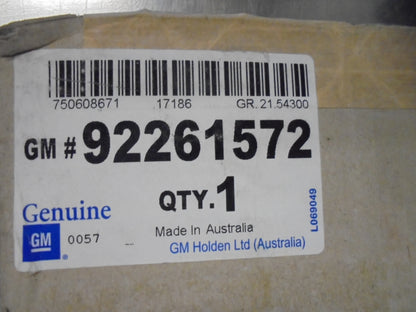 750608671 17186 GR. 21.54300
GM # 92261572
QTY. 1
Genuine
GM 0057
Made In Australia
GM Holden Ltd (Australia)
L069049